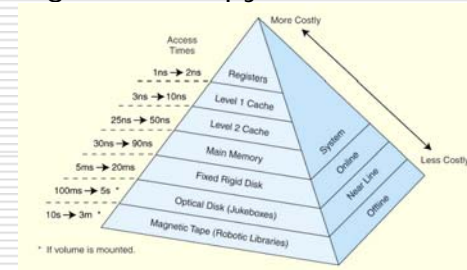 More Costly
Access
Times
1ns → 2ns
Registers
3ns → 10ns
Level 1 Cache
25ns → 50ns
Level 2 Cache
30ns → 90ns
Main Memory
5ms → 20ms
Fixed Rigid Disk
100ms → 5s *
Optical Disk (Jukeboxes)
10s → 3m *
Magnetic Tape (Robotic Libraries)
System
Online
Near Line
Offline
Less Costly
* If volume is mounted.